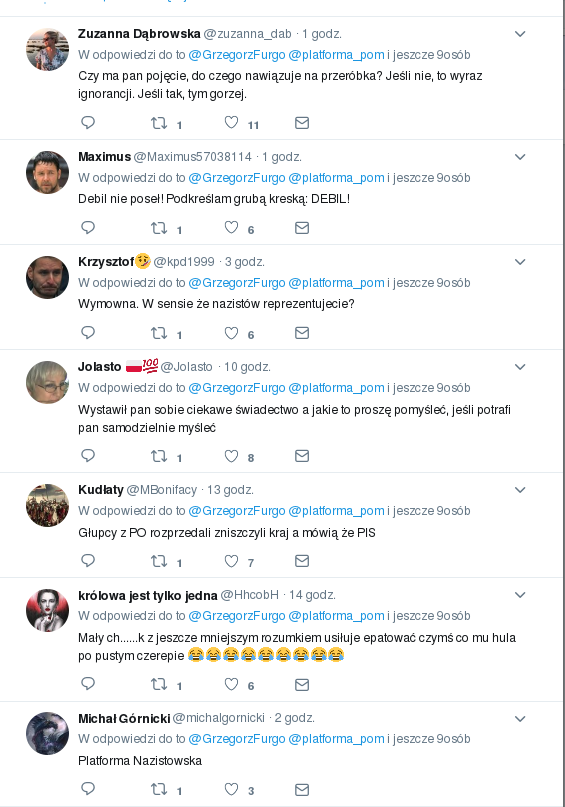 Zuzanna Dąbrowska @zuzanna_dab · 1 godz.
W odpowiedzi do to @GrzegorzFurgo @platforma_pom i jeszcze 9osób
Czy ma pan pojęcie, do czego nawiązuje na przeróbka? Jeśli nie, to wyraz
ignorancji. Jeśli tak, tym gorzej.
1 11
Maximus @Maximus57038114 · 1 godz.
W odpowiedzi do to @GrzegorzFurgo @platforma_pom i jeszcze 9osób
Debil nie poseł! Podkreślam grubą kreską: DEBIL!
1 6
Krzysztof🤪 @kpd1999 · 3 godz.
W odpowiedzi do to @GrzegorzFurgo @platforma_pom i jeszcze 9osób
Wymowna. W sensie że nazistów reprezentujecie?
1 6
Jolasto 🇵🇱💯 @Jolasto · 10 godz.
W odpowiedzi do to @GrzegorzFurgo @platforma_pom i jeszcze 9osób
Wystawił pan sobie ciekawe świadectwo a jakie to proszę pomyśleć, jeśli potrafi
pan samodzielnie myśleć
1 8
Kudłaty @MBonifacy · 13 godz.
W odpowiedzi do to @GrzegorzFurgo @platforma_pom i jeszcze 9osób
Głupcy z PO rozprzedali zniszczyli kraj a mówią że PIS
1 7
królowa jest tylko jedna @HhcobH · 14 godz.
W odpowiedzi do to @GrzegorzFurgo @platforma_pom i jeszcze 9osób
Mały ch......k z jeszcze mniejszym rozumkiem usiłuje epatować czymś co mu hula
po pustym czerepie 😂😂😂😂😂😂😂😂😂
1 6
Michał Górnicki @michalgornicki · 2 godz.
W odpowiedzi do to @GrzegorzFurgo @platforma_pom i jeszcze 9osób
Platforma Nazistowska
1 3